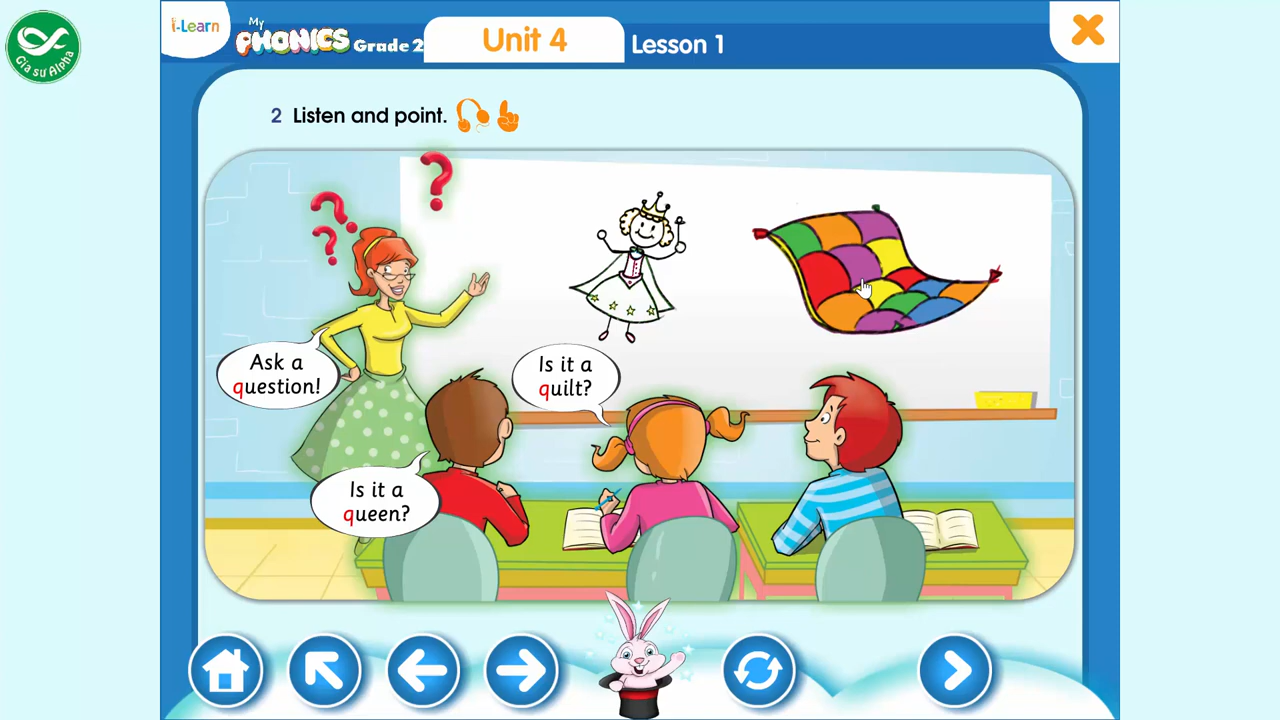 i-Learn
My
PHONICS Grade 2
Unit 4
Lesson 1
Gia sư Alpha
2 Listen and point.
? ? ?
Ask a
question!
Is it a
quilt?
Is it a
queen?